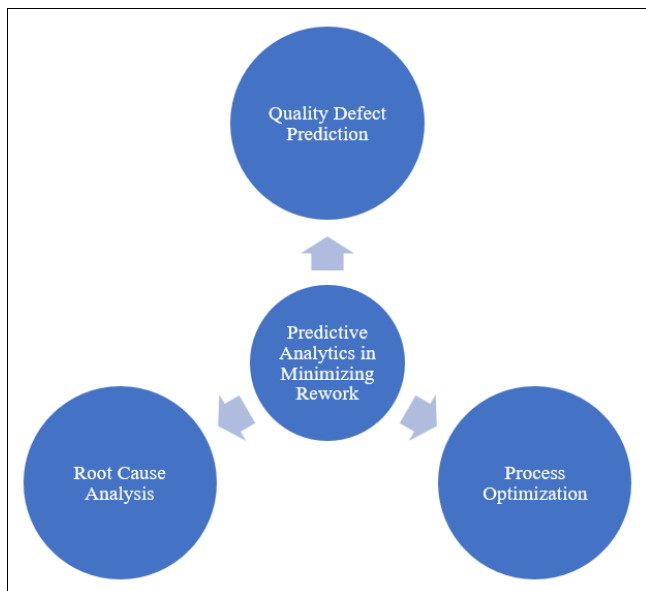 Quality Defect
Prediction
Predictive
Analytics in
Minimizing
Rework
Root Cause
Analysis
Process
Optimization